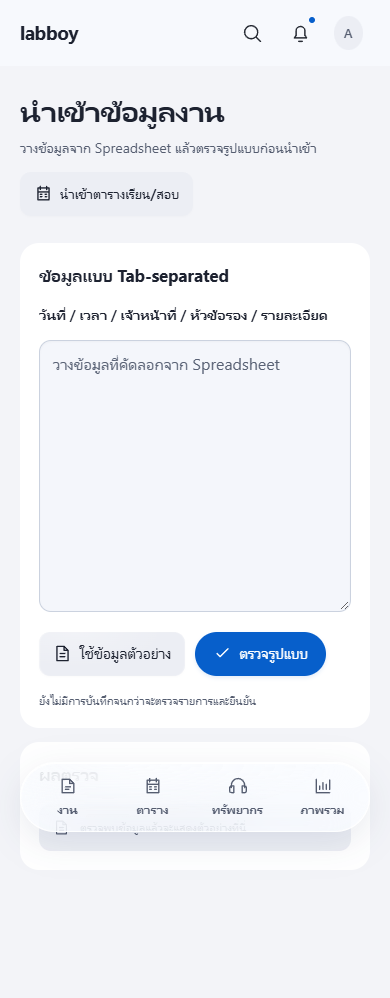 labboy
A
นำเข้าข้อมูลงาน
วางข้อมูลจาก Spreadsheet แล้วตรวจรูปแบบก่อนนำเข้า
นำเข้าตารางเรียน/สอบ
ข้อมูลแบบ Tab-separated
วันที่ / เวลา / เจ้าหน้าที่ / หัวข้อรอง / รายละเอียด
วางข้อมูลที่คัดลอกจาก Spreadsheet
ใช้ข้อมูลตัวอย่าง
ตรวจรูปแบบ
ยังไม่มีการบันทึกจนกว่าจะตรวจรายการและยืนยัน
ผลตรวจ
งาน
ตาราง
ทรัพยากร
ภาพรวม